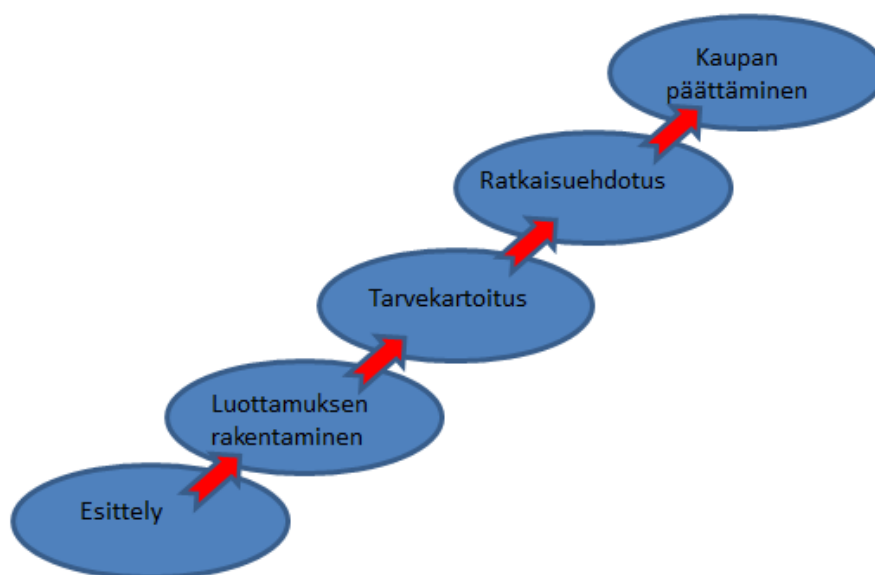 Kaupan
päättäminen
Ratkaisuehdotus
Tarvekartoitus
Luottamuksen
rakentaminen
Esittely